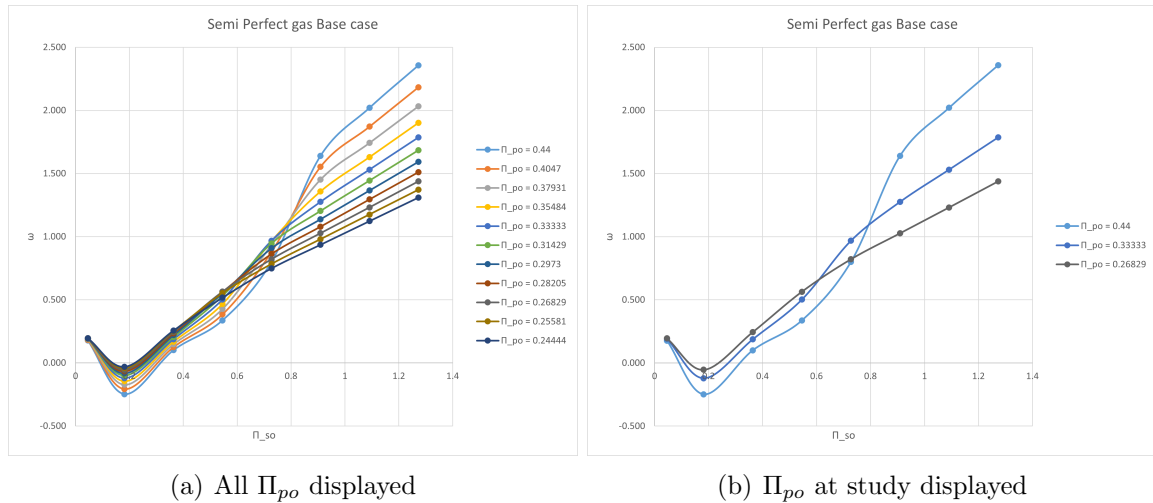 Semi Perfect gas Base case
2.500
2.000
1.500
1.000
0.500
0.000
-0.500
0
0.2
0.4
0.6
0.8
1
1.2
1.4
ω
Π_so
Π_po = 0.44
Π_po = 0.4047
Π_po = 0.37931
Π_po = 0.35484
Π_po = 0.33333
Π_po = 0.31429
Π_po = 0.2973
Π_po = 0.28205
Π_po = 0.26829
Π_po = 0.25581
Π_po = 0.24444
(a) All Πpo displayed
Semi Perfect gas Base case
2.500
2.000
1.500
1.000
0.500
0.000
-0.500
0
0.2
0.4
0.6
0.8
1
1.2
1.4
ω
Π_so
Π_po = 0.44
Π_po = 0.33333
Π_po = 0.26829
(b) Πpo at study displayed